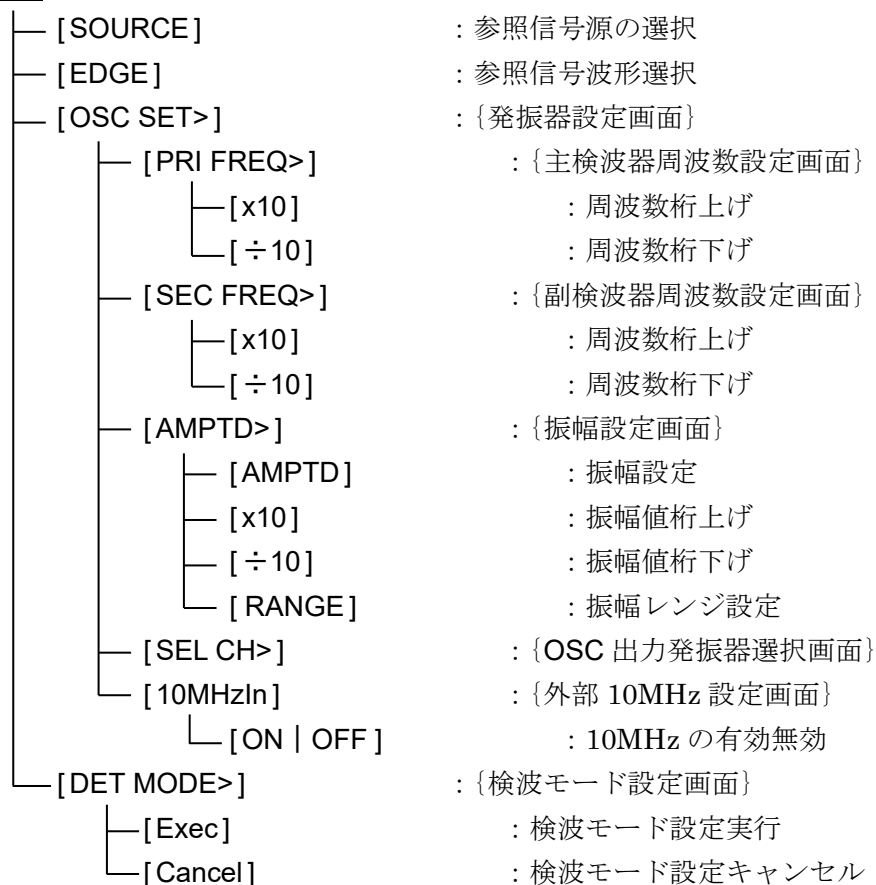 [SOURCE] : 参照信号源の選択
[EDGE] : 参照信号波形選択
[OSC SET>] : {発振器設定画面}
[PRI FREQ>] : {主検波器周波数設定画面}
[x10] : 周波数桁上げ
[÷10] : 周波数桁下げ
[SEC FREQ>] : {副検波器周波数設定画面}
[x10] : 周波数桁上げ
[÷10] : 周波数桁下げ
[AMPTD>] : {振幅設定画面}
[AMPTD] : 振幅設定
[x10] : 振幅値桁上げ
[÷10] : 振幅値桁下げ
[RANGE] : 振幅レンジ設定
[SEL CH>] : {OSC 出力発振器選択画面}
[10MHzIn] : {外部 10MHz 設定画面}
[ON｜OFF] : 10MHz の有効無効
[DET MODE>] : {検波モード設定画面}
[Exec] : 検波モード設定実行
[Cancel] : 検波モード設定キャンセル